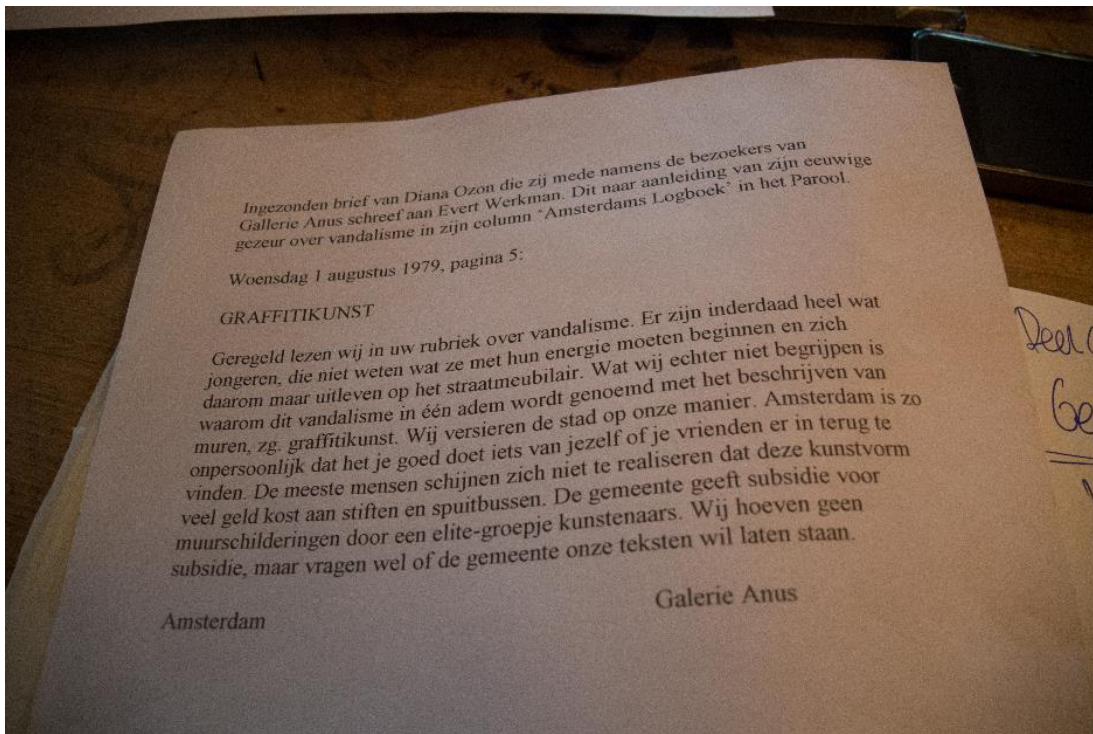 Ingezonden brief van Diana Ozon die zij mede namens de bezoekers van
Gallerie Anus schreef aan Evert Werkman. Dit naar aanleiding van zijn eeuwige
gezeur over vandalisme in zijn column ‘Amsterdams Logboek’ in het Parool.
Woensdag 1 augustus 1979, pagina 5:
GRAFFITIKUNST
Geregeld lezen wij in uw rubriek over vandalisme. Er zijn inderdaad heel wat
jongeren, die niet weten wat ze met hun energie moeten beginnen en zich
daarom maar uitleven op het straatmeubilair. Wat wij echter niet begrijpen is
waarom dit vandalisme in één adem wordt genoemd met het beschrijven van
muren, zg. graffitikunst. Wij versieren de stad op onze manier. Amsterdam is zo
onpersoonlijk dat het je goed doet iets van jezelf of je vrienden er in terug te
vinden. De meeste mensen schijnen zich niet te realiseren dat deze kunstvorm
veel geld kost aan stiften en spuitbussen. De gemeente geeft subsidie voor
muurschilderingen door een elite-groepje kunstenaars. Wij hoeven geen
subsidie, maar vragen wel of de gemeente onze teksten wil laten staan.
Amsterdam Galerie Anus